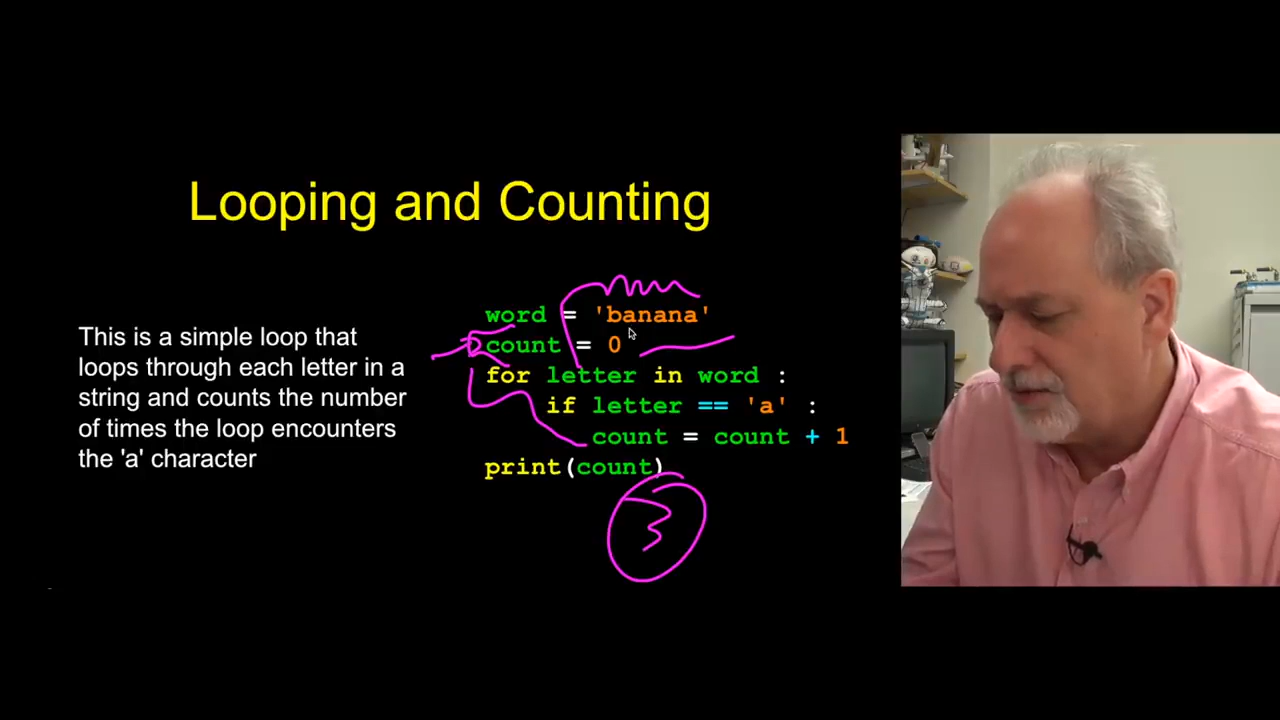 Looping and Counting
This is a simple loop that
loops through each letter in a
string and counts the number
of times the loop encounters
the 'a' character
word = 'banana'
count = 0
for letter in word :
    if letter == 'a' :
        count = count + 1
print(count)
3